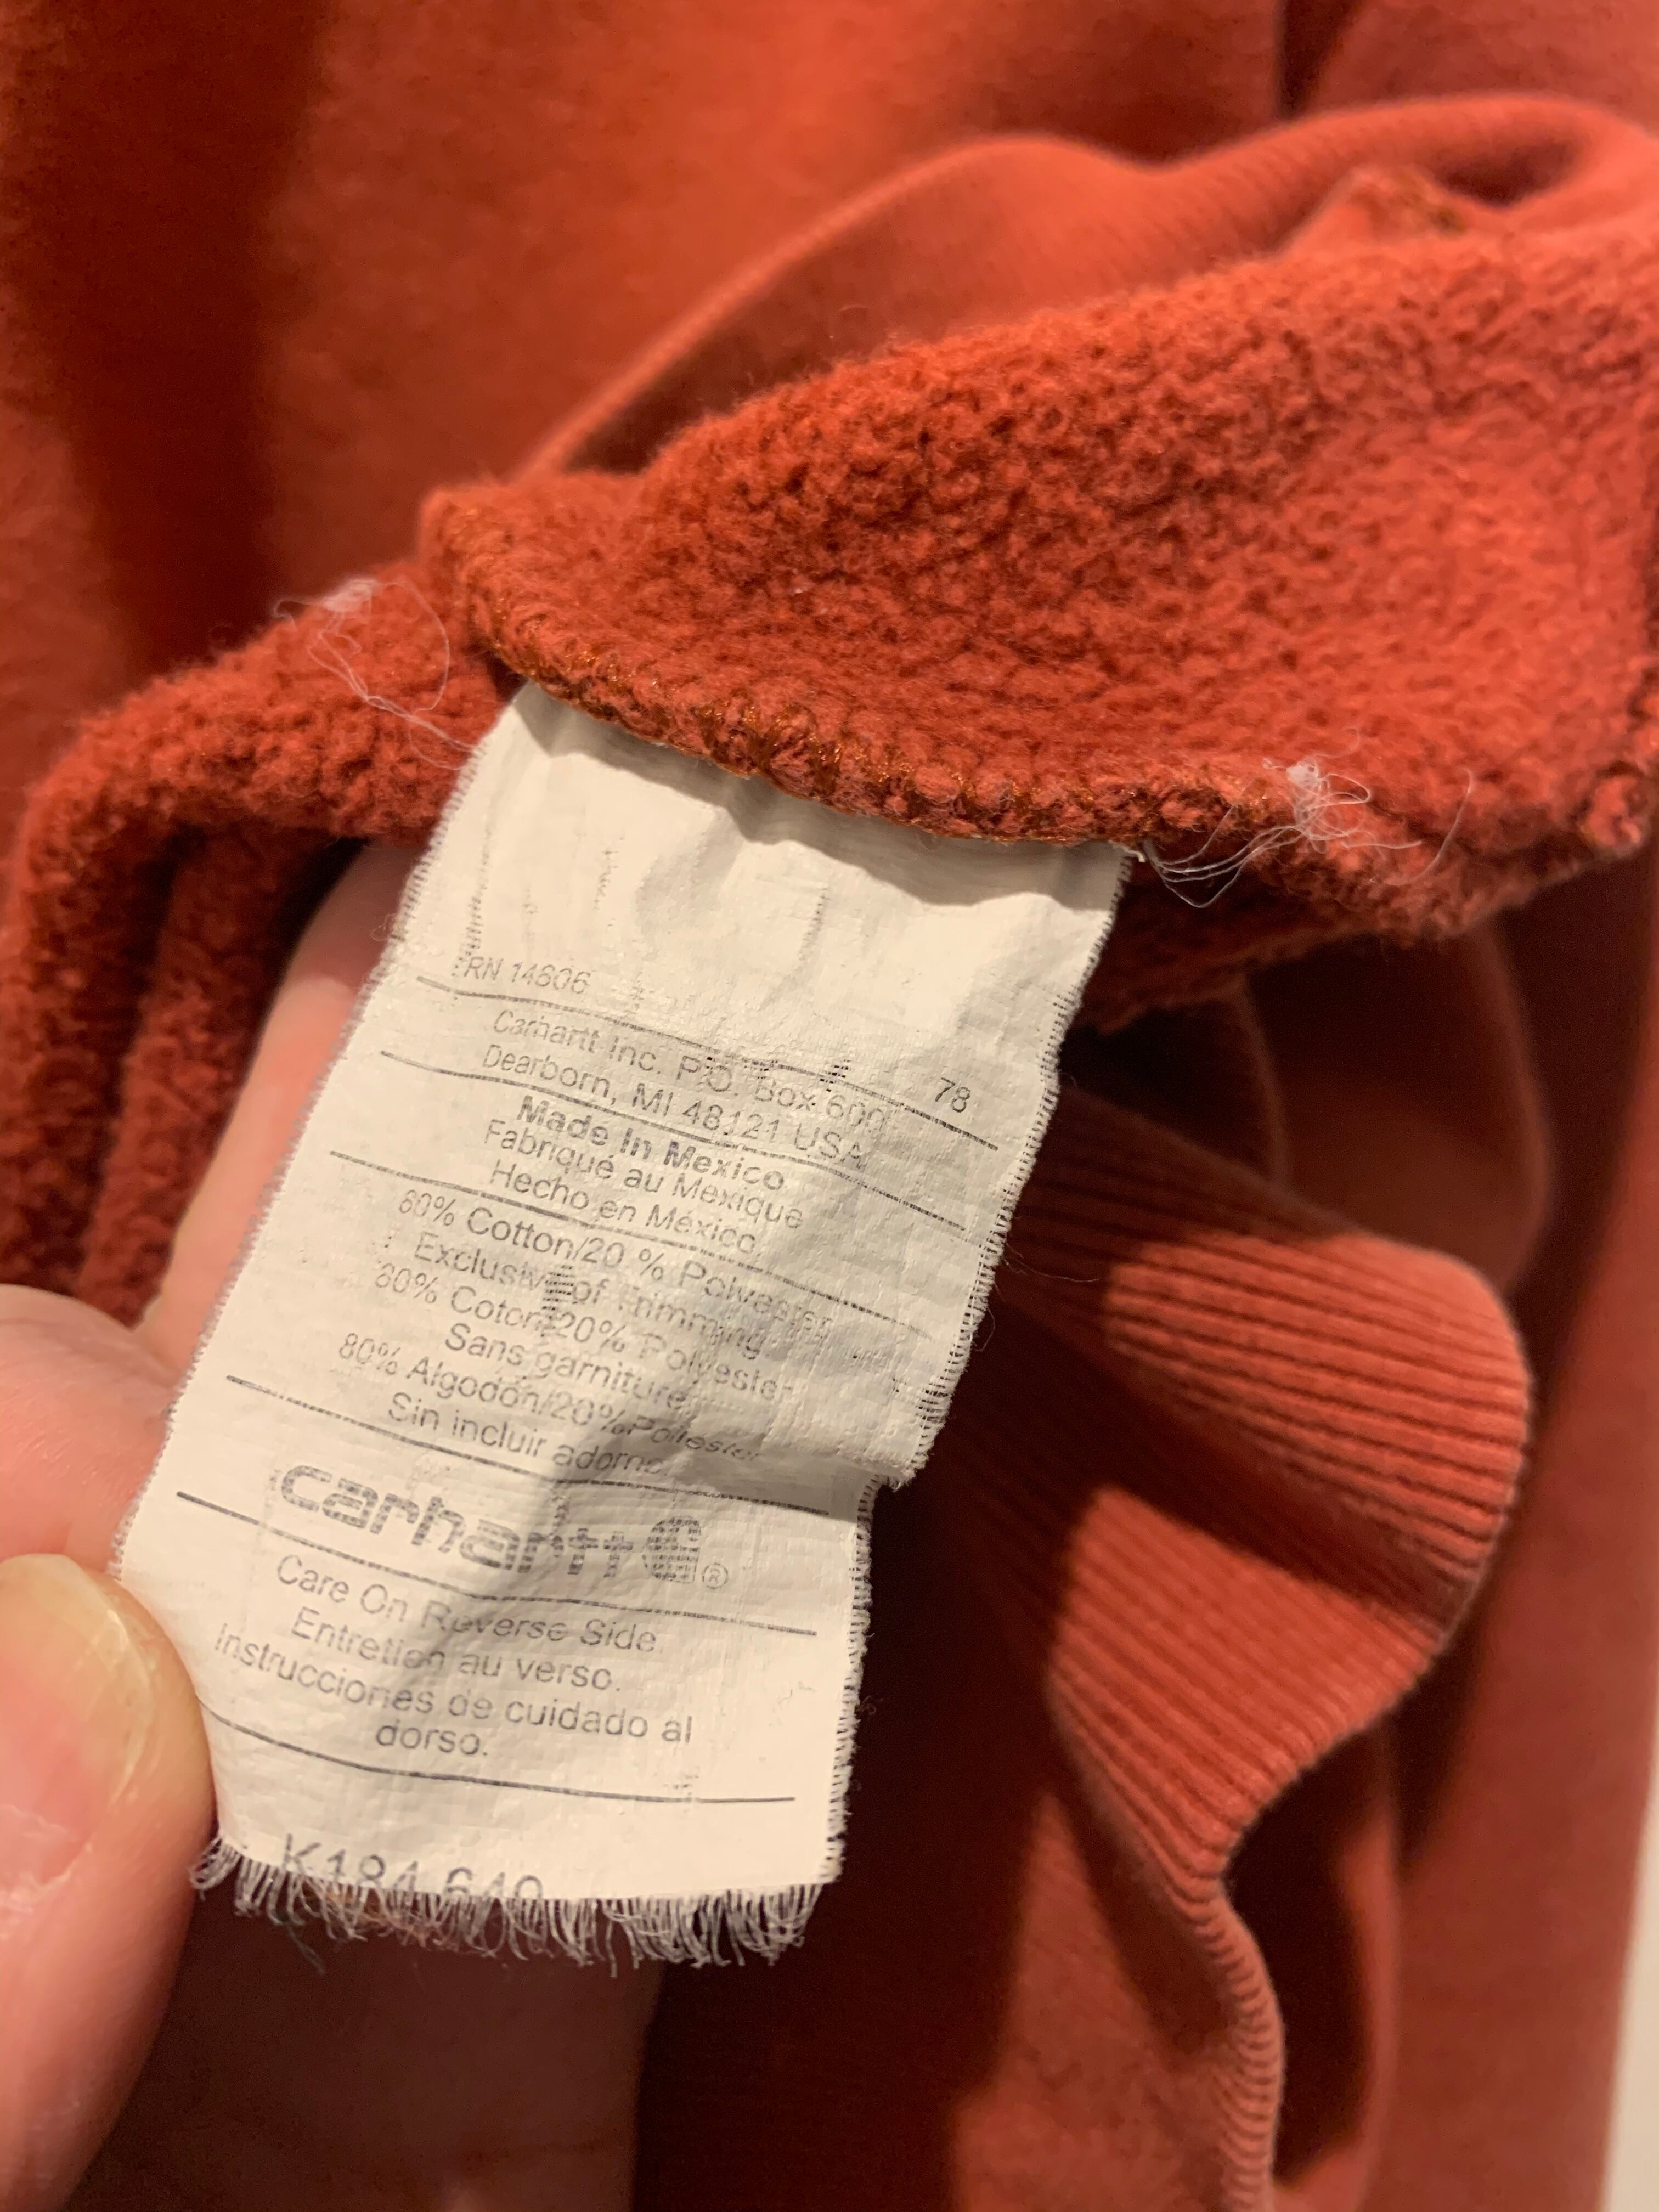 RN 14806
78
Carhartt Inc. P.O. Box 600
Dearborn, MI 48121 USA
Made In Mexico
Fabriqué au Mexique
Hecho en México
80% Cotton/20 % Polyester
Exclusive of Trimming
80% Coton/20% Polyester
Sans garniture
80% Algodón/20%Poliester
Sin incluir adorno
carhartt ®
Care On Reverse Side.
Entretien au verso.
Instrucciones de cuidado al
dorso.
K184 640